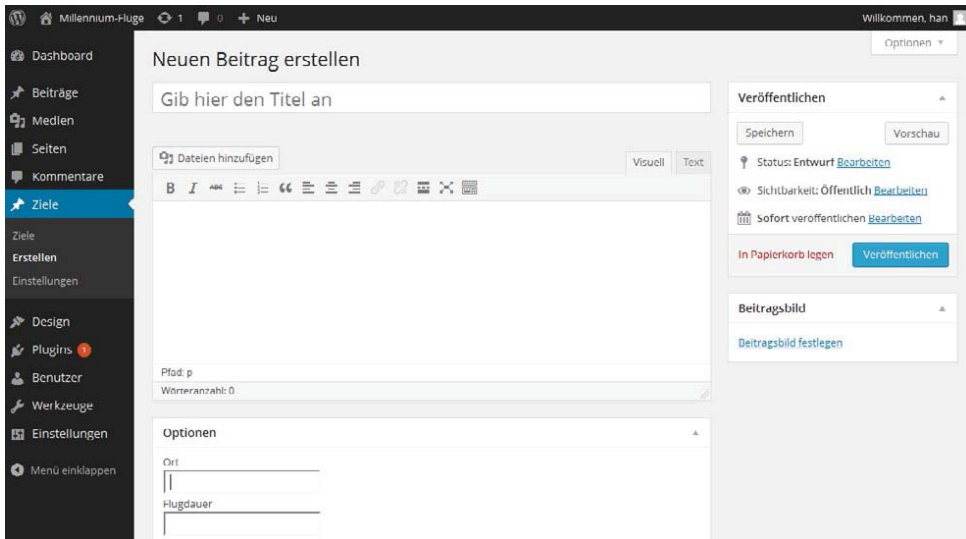 Millennium-Fluge 1 0 + Neu Willkommen, han
Optionen
Dashboard
Beiträge
Medien
Seiten
Kommentare
Ziele
Ziele
Erstellen
Einstellungen
Design
Plugins 1
Benutzer
Werkzeuge
Einstellungen
Menü einklappen
Neuen Beitrag erstellen
Gib hier den Titel an
Dateien hinzufügen
Visuell Text
B I ABC
Pfad: p
Wörteranzahl: 0
Optionen
Ort
Flugdauer
Veröffentlichen
Speichern Vorschau
Status: Entwurf Bearbeiten
Sichtbarkeit: Öffentlich Bearbeiten
Sofort veröffentlichen Bearbeiten
In Papierkorb legen Veröffentlichen
Beitragsbild
Beitragsbild festlegen